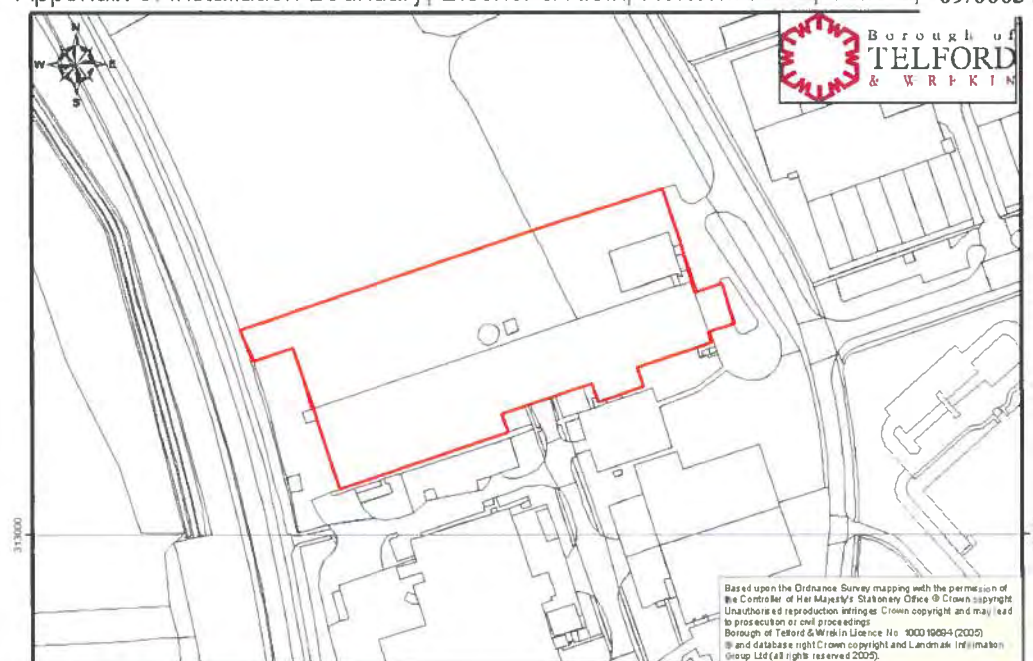 N
W E
S
Borough of
TELFORD
& WREKIN
313000
Based upon the Ordnance Survey mapping with the permission of
the Controller of Her Majesty's Stationery Office © Crown copyright
Unauthorised reproduction infringes Crown copyright and may lead
to prosecution or civil proceedings
Borough of Telford & Wrekin Licence No 100019694 (2005)
© and database right Crown copyright and Landmark Information
Group Ltd (all rights reserved 2005).